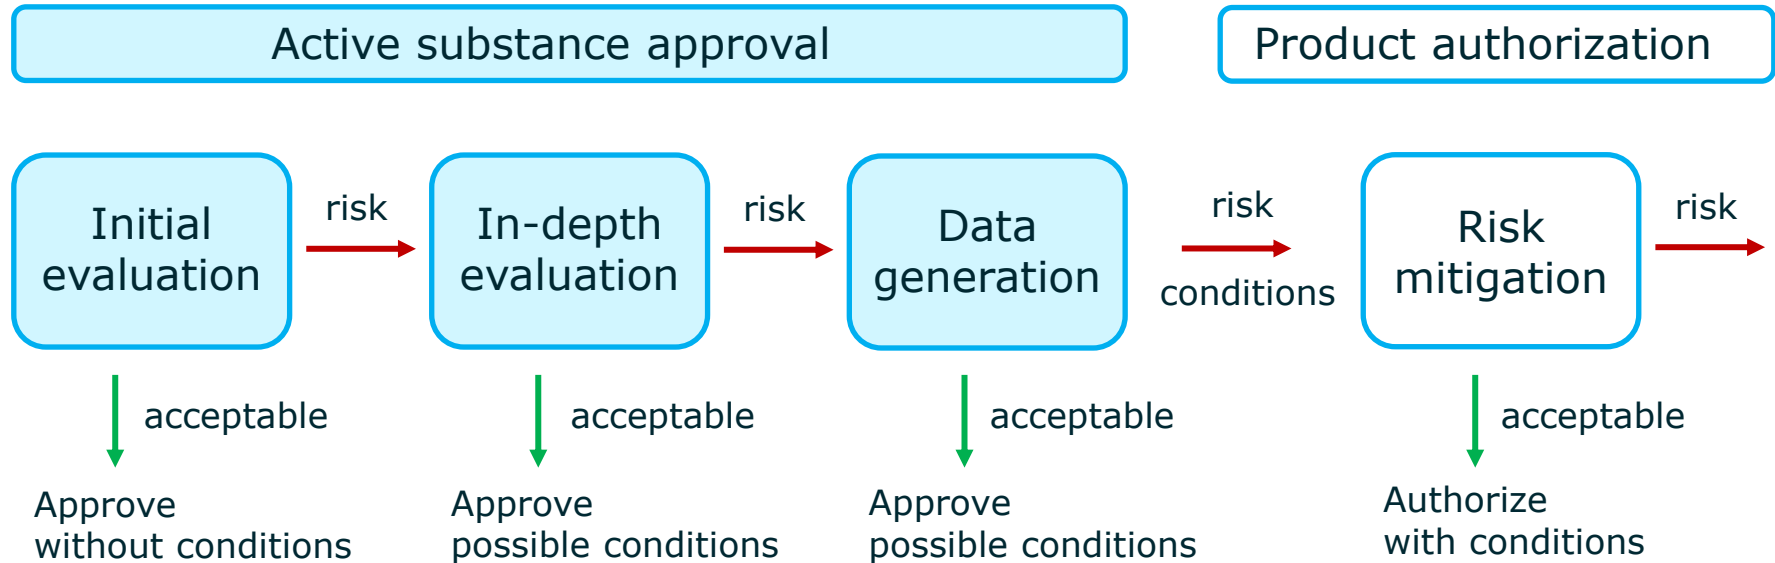 Active substance approval
Product authorization
Initial
evaluation
risk
In-depth
evaluation
risk
Data
generation
risk
conditions
Risk
mitigation
risk
acceptable
acceptable
acceptable
acceptable
Approve
without conditions
Approve
possible conditions
Approve
possible conditions
Authorize
with conditions